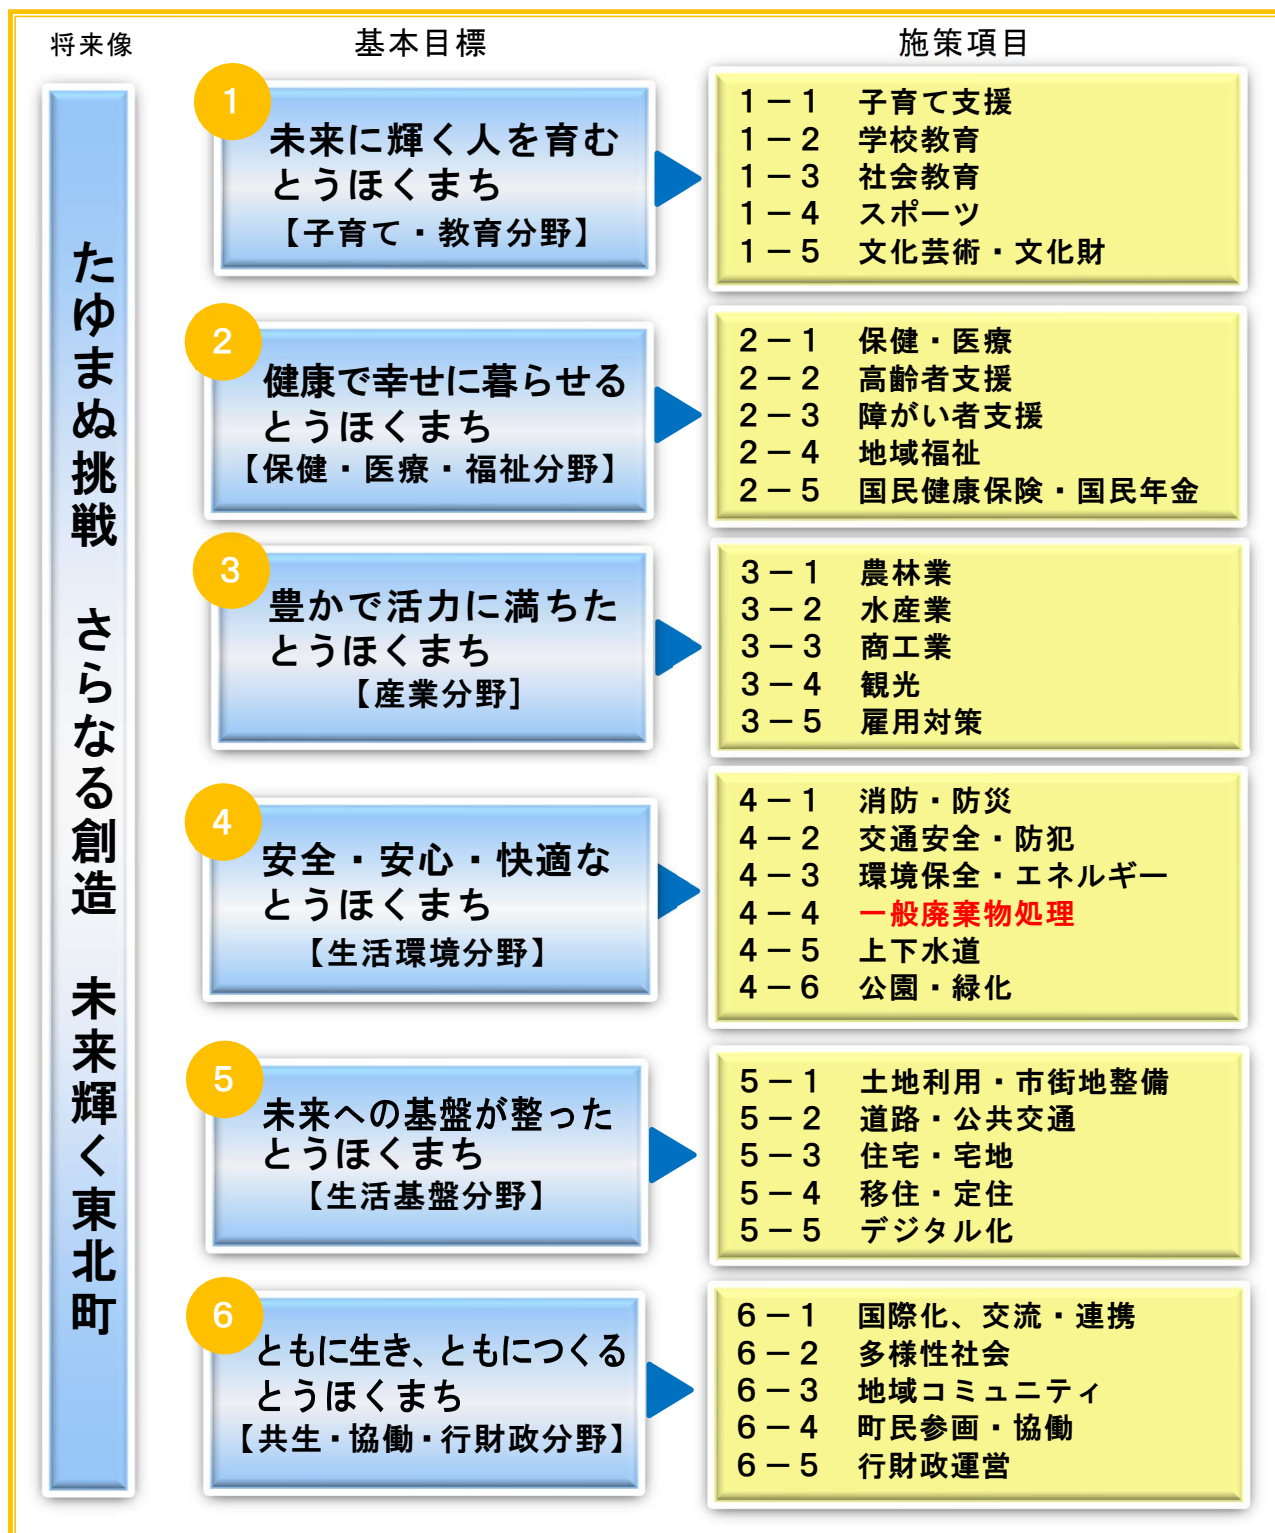 将来像
基本目標
施策項目
たゆまぬ挑戦　さらなる創造　未来輝く東北町
1
未来に輝く人を育む
とうほくまち
【子育て・教育分野】
1－1　子育て支援
1－2　学校教育
1－3　社会教育
1－4　スポーツ
1－5　文化芸術・文化財
2
健康で幸せに暮らせる
とうほくまち
【保健・医療・福祉分野】
2－1　保健・医療
2－2　高齢者支援
2－3　障がい者支援
2－4　地域福祉
2－5　国民健康保険・国民年金
3
豊かで活力に満ちた
とうほくまち
【産業分野]
3－1　農林業
3－2　水産業
3－3　商工業
3－4　観光
3－5　雇用対策
4
安全・安心・快適な
とうほくまち
【生活環境分野】
4－1　消防・防災
4－2　交通安全・防犯
4－3　環境保全・エネルギー
4－4　一般廃棄物処理
4－5　上下水道
4－6　公園・緑化
5
未来への基盤が整った
とうほくまち
【生活基盤分野】
5－1　土地利用・市街地整備
5－2　道路・公共交通
5－3　住宅・宅地
5－4　移住・定住
5－5　デジタル化
6
ともに生き、ともにつくる
とうほくまち
【共生・協働・行財政分野】
6－1　国際化、交流・連携
6－2　多様性社会
6－3　地域コミュニティ
6－4　町民参画・協働
6－5　行財政運営